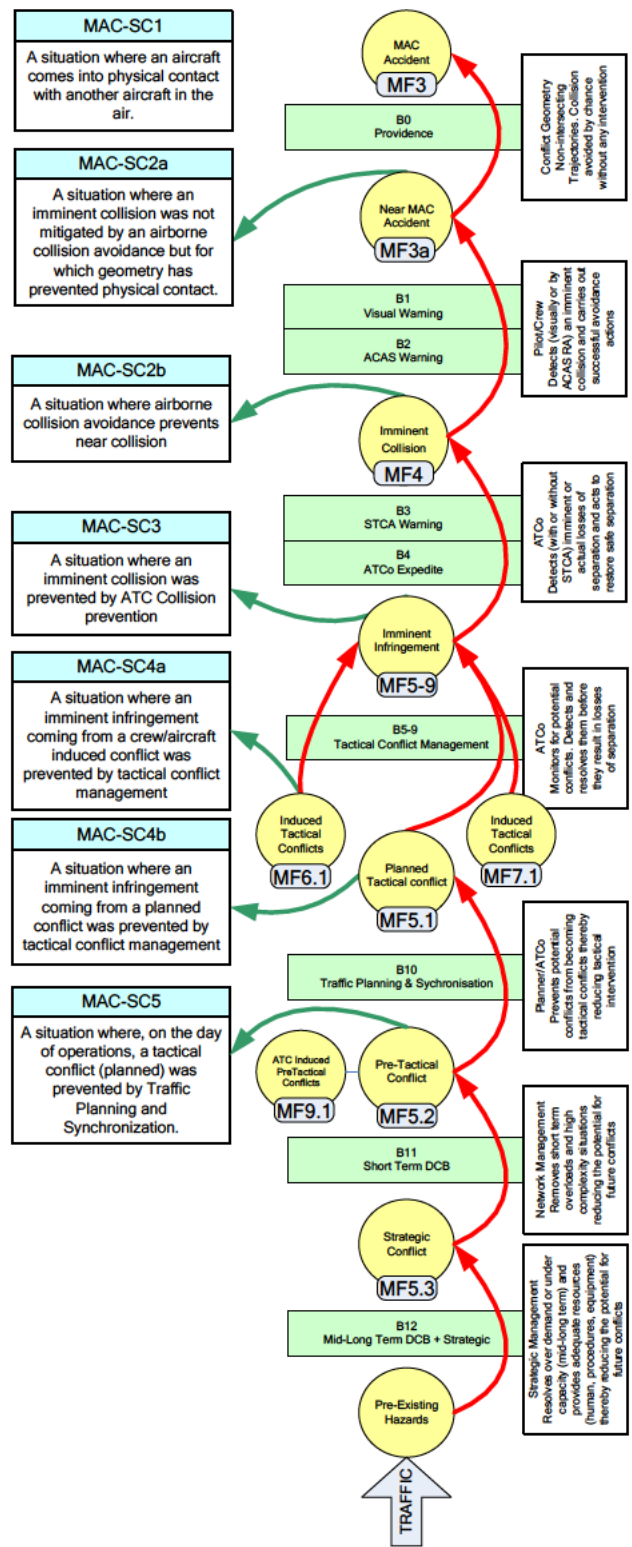 MAC-SC1
A situation where an aircraft
comes into physical contact
with another aircraft in the
air.
MAC-SC2a
A situation where an
imminent collision was not
mitigated by an airborne
collision avoidance but for
which geometry has
prevented physical contact.
MAC-SC2b
A situation where airborne
collision avoidance prevents
near collision
MAC-SC3
A situation where an
imminent collision was
prevented by ATC Collision
prevention
MAC-SC4a
A situation where an
imminent infringement
coming from a crew/aircraft
induced conflict was
prevented by tactical conflict
management
MAC-SC4b
A situation where an
imminent infringement
coming from a planned
conflict was prevented by
tactical conflict management
MAC-SC5
A situation where, on the day
of operations, a tactical
conflict (planned) was
prevented by Traffic
Planning and
Synchronization.
MAC
Accident
MF3
B0
Providence
Near MAC
Accident
MF3a
B1
Visual Warning
B2
ACAS Warning
Imminent
Collision
MF4
B3
STCA Warning
B4
ATCo Expedite
Imminent
Infringement
MF5-9
B5-9
Tactical Conflict Management
Induced
Tactical
Conflicts
MF6.1
Planned
Tactical conflict
MF5.1
Induced
Tactical
Conflicts
MF7.1
B10
Traffic Planning & Sychronisation
ATC Induced
PreTactical
Conflicts
MF9.1
Pre-Tactical
Conflict
MF5.2
B11
Short Term DCB
Strategic
Conflict
MF5.3
B12
Mid-Long Term DCB + Strategic
Pre-Existing
Hazards
TRAFFIC
Conflict Geometry
Non-intersecting
Trajectories. Collision
avoided by chance
without any intervention
Pilot/Crew
Detects (visually or by
ACAS RA) an imminent
collision and carries out
successful avoidance
actions
ATCo
Detects (with or without
STCA) imminent or
actual losses of
separation and acts to
restore safe separation
ATCo
Monitors for potential
conflicts. Detects and
resolves them before
they result in losses
of separation
Planner/ATCo
Prevents potential
conflicts from becoming
tactical conflicts thereby
reducing tactical
intervention
Network Management
Removes short term
overloads and high
complexity situations
reducing the potential for
future conflicts
Strategic Management
Resolves over demand or under
capacity (mid-long term) and
provides adequate resources
(human, procedures, equipment)
thereby reducing the potential for
future conflicts